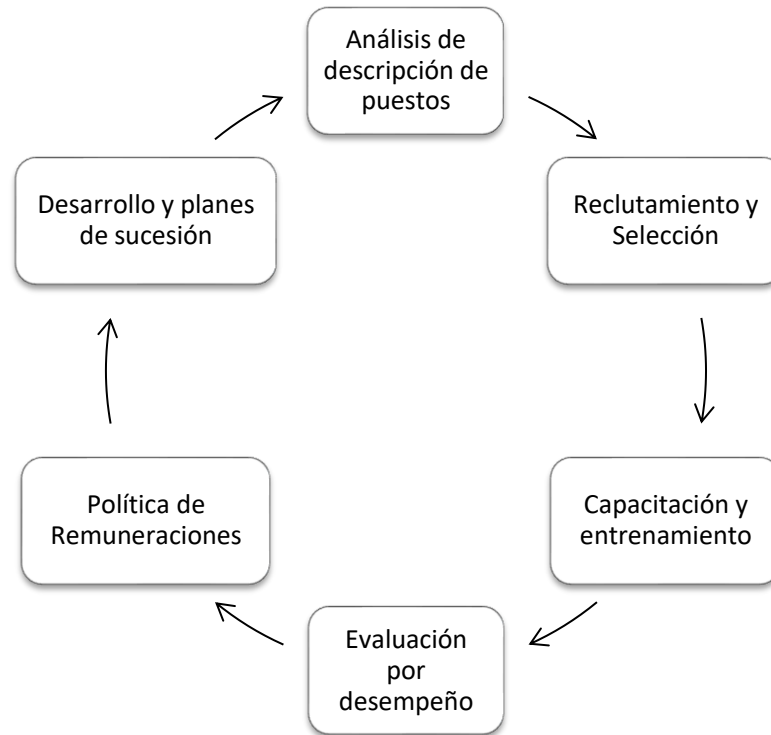 Análisis de
descripción de
puestos
Reclutamiento y
Selección
Capacitación y
entrenamiento
Evaluación
por
desempeño
Política de
Remuneraciones
Desarrollo y planes
de sucesión